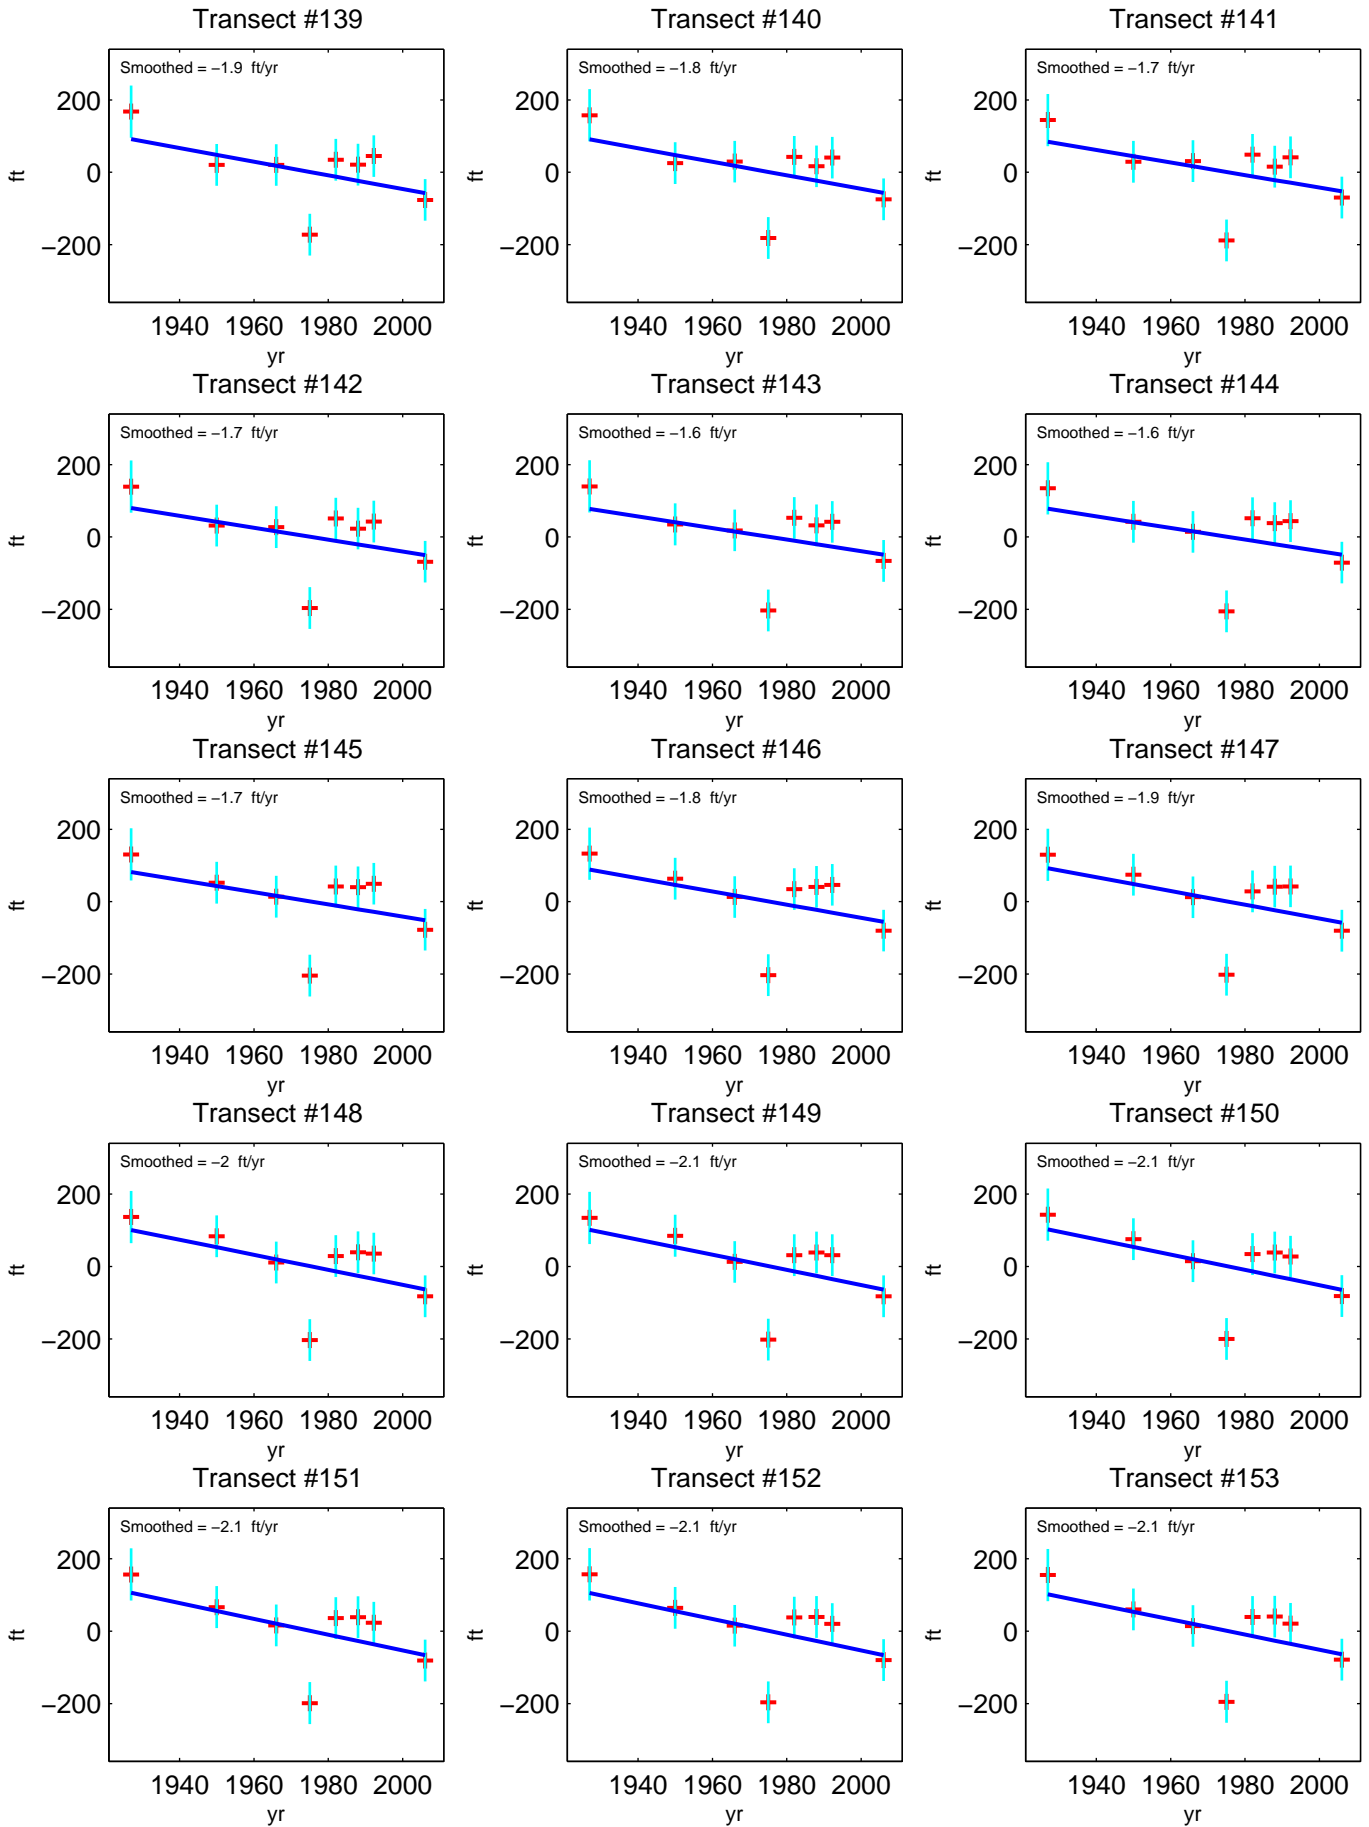 Transect #139
Transect #140
Transect #141
Smoothed = −1.9 ft/yr
Smoothed = −1.8 ft/yr
Smoothed = −1.7 ft/yr
200
0
−200
ft
200
0
−200
ft
200
0
−200
ft
1940 1960 1980 2000
1940 1960 1980 2000
1940 1960 1980 2000
yr
yr
yr
Transect #142
Transect #143
Transect #144
Smoothed = −1.7 ft/yr
Smoothed = −1.6 ft/yr
Smoothed = −1.6 ft/yr
200
0
−200
ft
200
0
−200
ft
200
0
−200
ft
1940 1960 1980 2000
1940 1960 1980 2000
1940 1960 1980 2000
yr
yr
yr
Transect #145
Transect #146
Transect #147
Smoothed = −1.7 ft/yr
Smoothed = −1.8 ft/yr
Smoothed = −1.9 ft/yr
200
0
−200
ft
200
0
−200
ft
200
0
−200
ft
1940 1960 1980 2000
1940 1960 1980 2000
1940 1960 1980 2000
yr
yr
yr
Transect #148
Transect #149
Transect #150
Smoothed = −2 ft/yr
Smoothed = −2.1 ft/yr
Smoothed = −2.1 ft/yr
200
0
−200
ft
200
0
−200
ft
200
0
−200
ft
1940 1960 1980 2000
1940 1960 1980 2000
1940 1960 1980 2000
yr
yr
yr
Transect #151
Transect #152
Transect #153
Smoothed = −2.1 ft/yr
Smoothed = −2.1 ft/yr
Smoothed = −2.1 ft/yr
200
0
−200
ft
200
0
−200
ft
200
0
−200
ft
1940 1960 1980 2000
1940 1960 1980 2000
1940 1960 1980 2000
yr
yr
yr